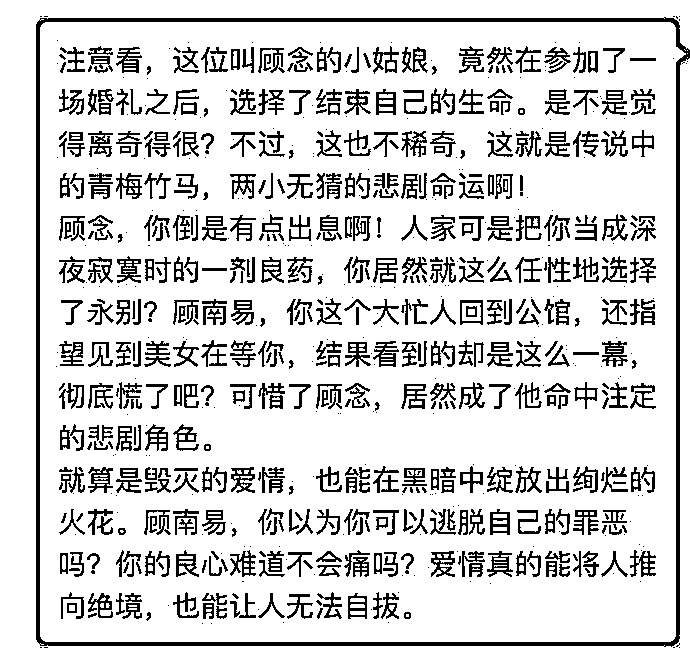 注意看，这位叫顾念的小姑娘，竟然在参加了一
场婚礼之后，选择了结束自己的生命。是不是觉
得离奇得很？不过，这也不稀奇，这就是传说中
的青梅竹马，两小无猜的悲剧命运啊！
顾念，你倒是有点出息啊！人家可是把你当成深
夜寂寞时的一剂良药，你居然就这么任性地选择
了永别？顾南易，你这个大忙人回到公馆，还指
望见到美女在等你，结果看到的却是这么一幕，
彻底慌了吧？可惜了顾念，居然成了他命中注定
的悲剧角色。
就算是毁灭的爱情，也能在黑暗中绽放出绚烂的
火花。顾南易，你以为你可以逃脱自己的罪恶
吗？你的良心难道不会痛吗？爱情真的能将人推
向绝境，也能让人无法自拔。